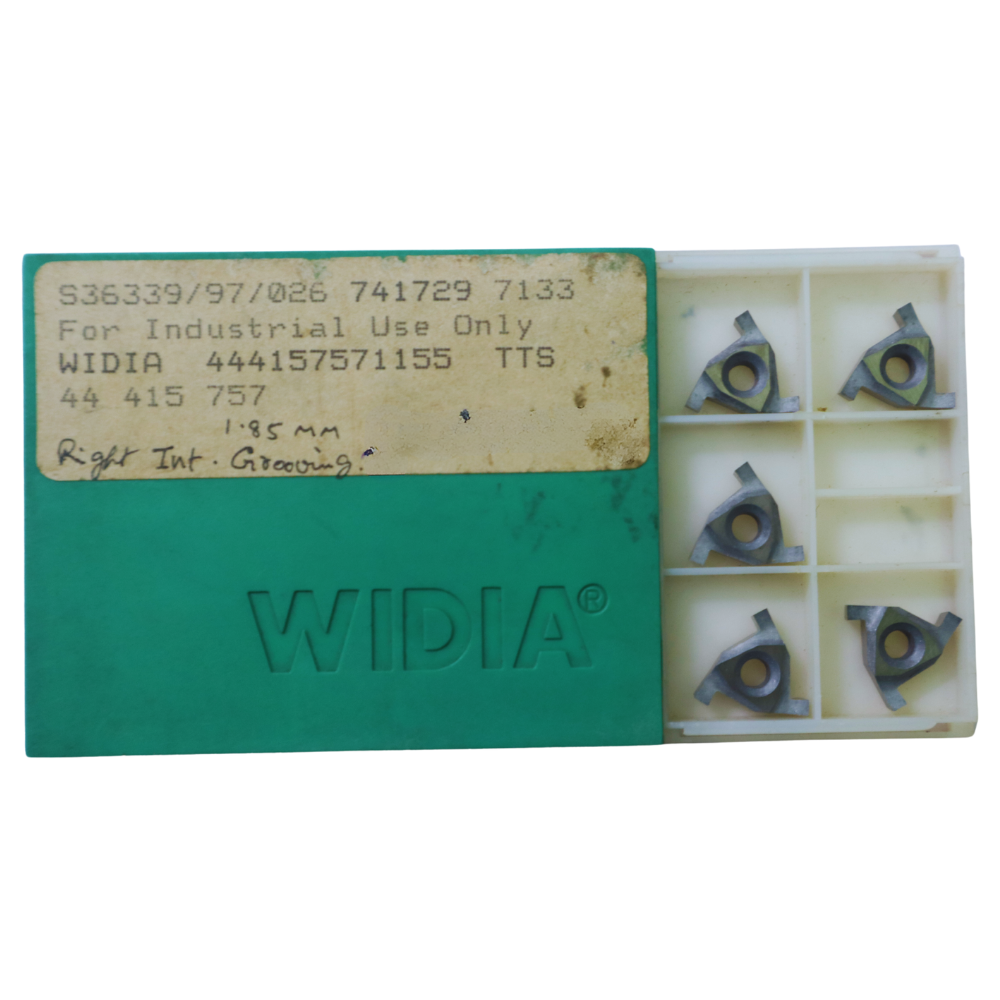 S36339/97/026 741729 7133
For Industrial Use Only
WIDIA 444157571155 TTS
44 415 757
1.85 MM
Right Int. Grooving.
WIDIA®